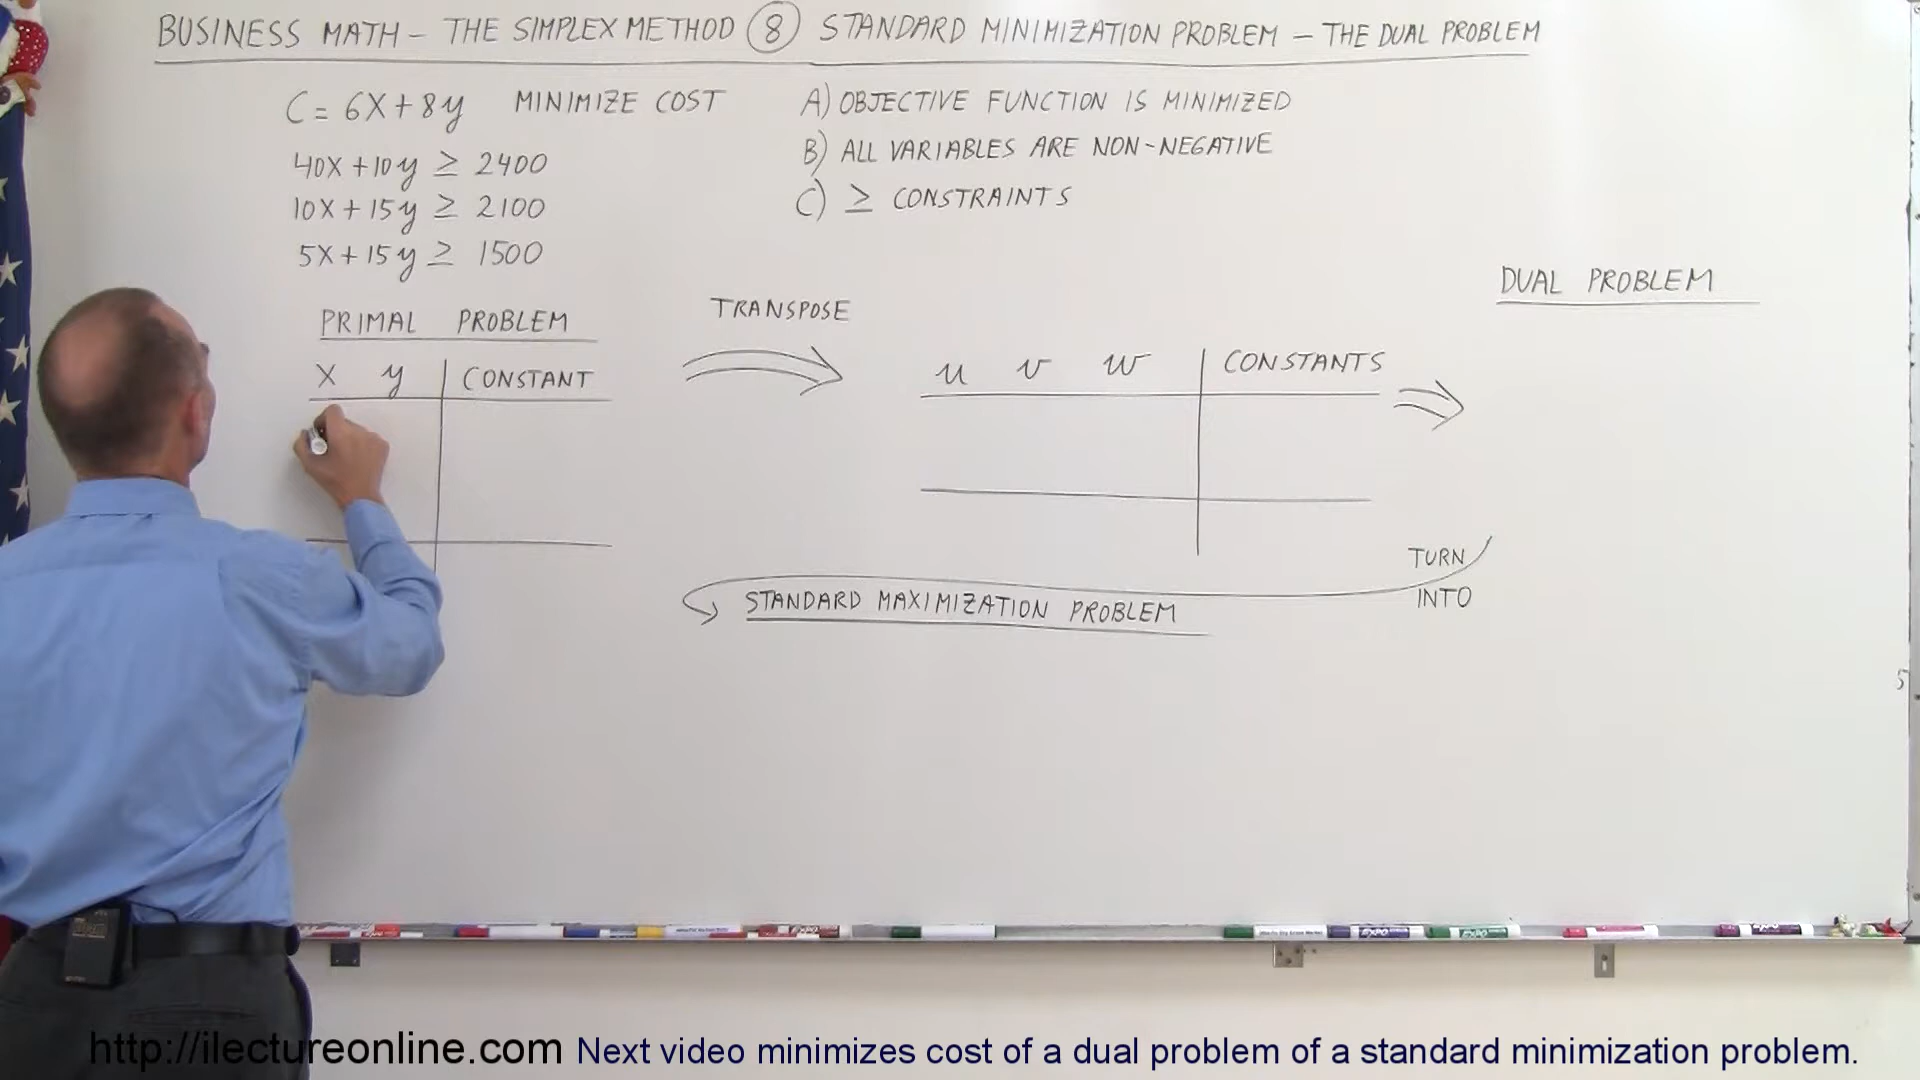 BUSINESS MATH – THE SIMPLEX METHOD 8 STANDARD MINIMIZATION PROBLEM – THE DUAL PROBLEM
C = 6X + 8y MINIMIZE COST
40X + 10y ≥ 2400
10X + 15y ≥ 2100
5X + 15y ≥ 1500
A) OBJECTIVE FUNCTION IS MINIMIZED
B) ALL VARIABLES ARE NON-NEGATIVE
C) ≥ CONSTRAINTS
PRIMAL PROBLEM
X y CONSTANT
TRANSPOSE
u v w CONSTANTS
DUAL PROBLEM
TURN
INTO
STANDARD MAXIMIZATION PROBLEM
5
EXPO
EXPO
http://ilectureonline.com Next video minimizes cost of a dual problem of a standard minimization problem.